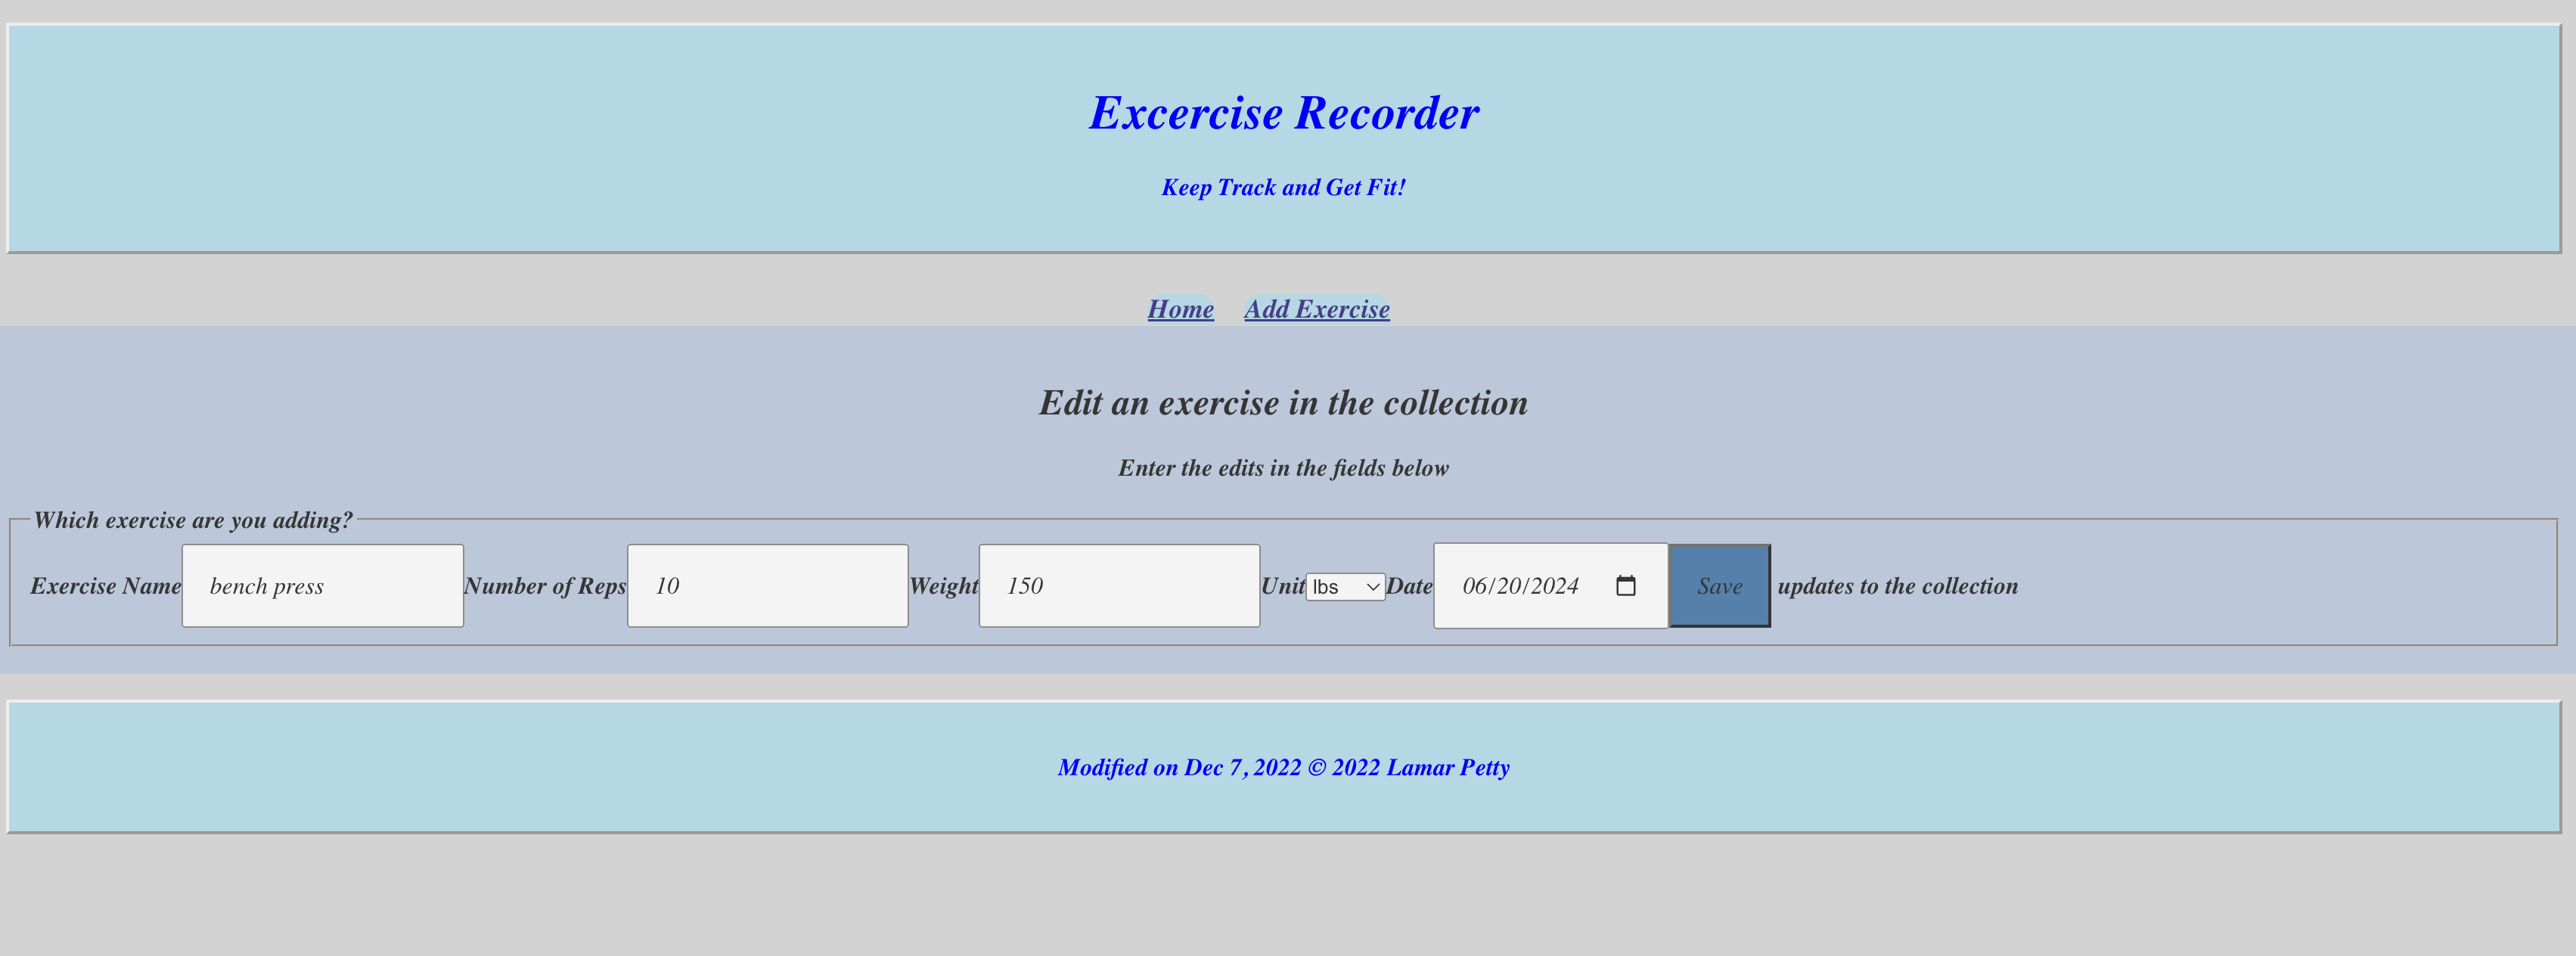 Excercise Recorder
Keep Track and Get Fit!
Home Add Exercise
Edit an exercise in the collection
Enter the edits in the fields below
Which exercise are you adding?
Exercise Name bench press Number of Reps 10 Weight 150 Unit lbs Date 06/20/2024 Save updates to the collection
Modified on Dec 7, 2022 © 2022 Lamar Petty